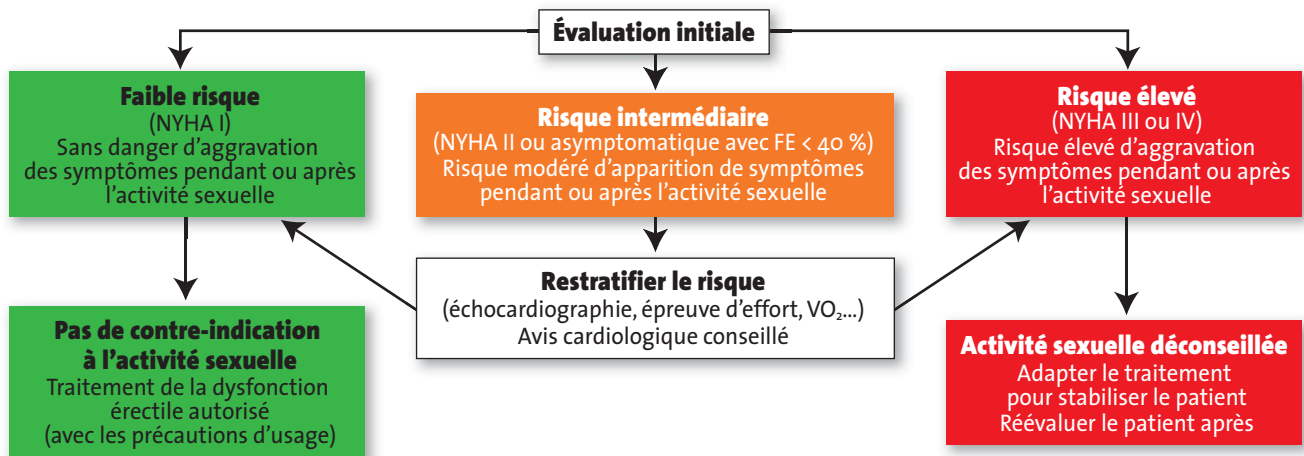 Évaluation initiale
Faible risque
(NYHA I)
Sans danger d’aggravation
des symptômes pendant ou après
l’activité sexuelle
Risque intermédiaire
(NYHA II ou asymptomatique avec FE < 40 %)
Risque modéré d’apparition de symptômes
pendant ou après l’activité sexuelle
Risque élevé
(NYHA III ou IV)
Risque élevé d’aggravation
des symptômes pendant ou après
l’activité sexuelle
Restratifier le risque
(échocardiographie, épreuve d’effort, VO₂...)
Avis cardiologique conseillé
Pas de contre-indication
à l’activité sexuelle
Traitement de la dysfonction
érectile autorisé
(avec les précautions d’usage)
Activité sexuelle déconseillée
Adapter le traitement
pour stabiliser le patient
Réévaluer le patient après